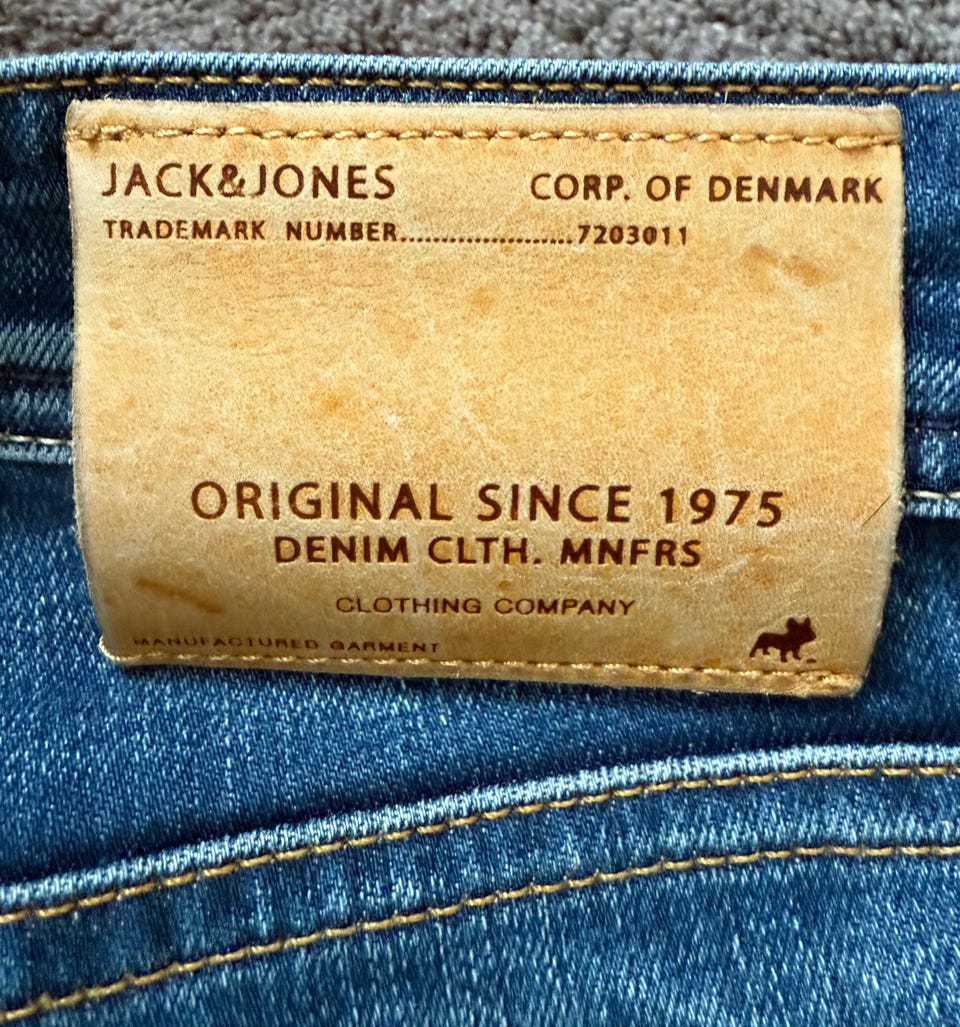 JACK&JONES CORP. OF DENMARK
TRADEMARK NUMBER.....................7203011
ORIGINAL SINCE 1975
DENIM CLTH. MNFRS
CLOTHING COMPANY
MANUFACTURED GARMENT